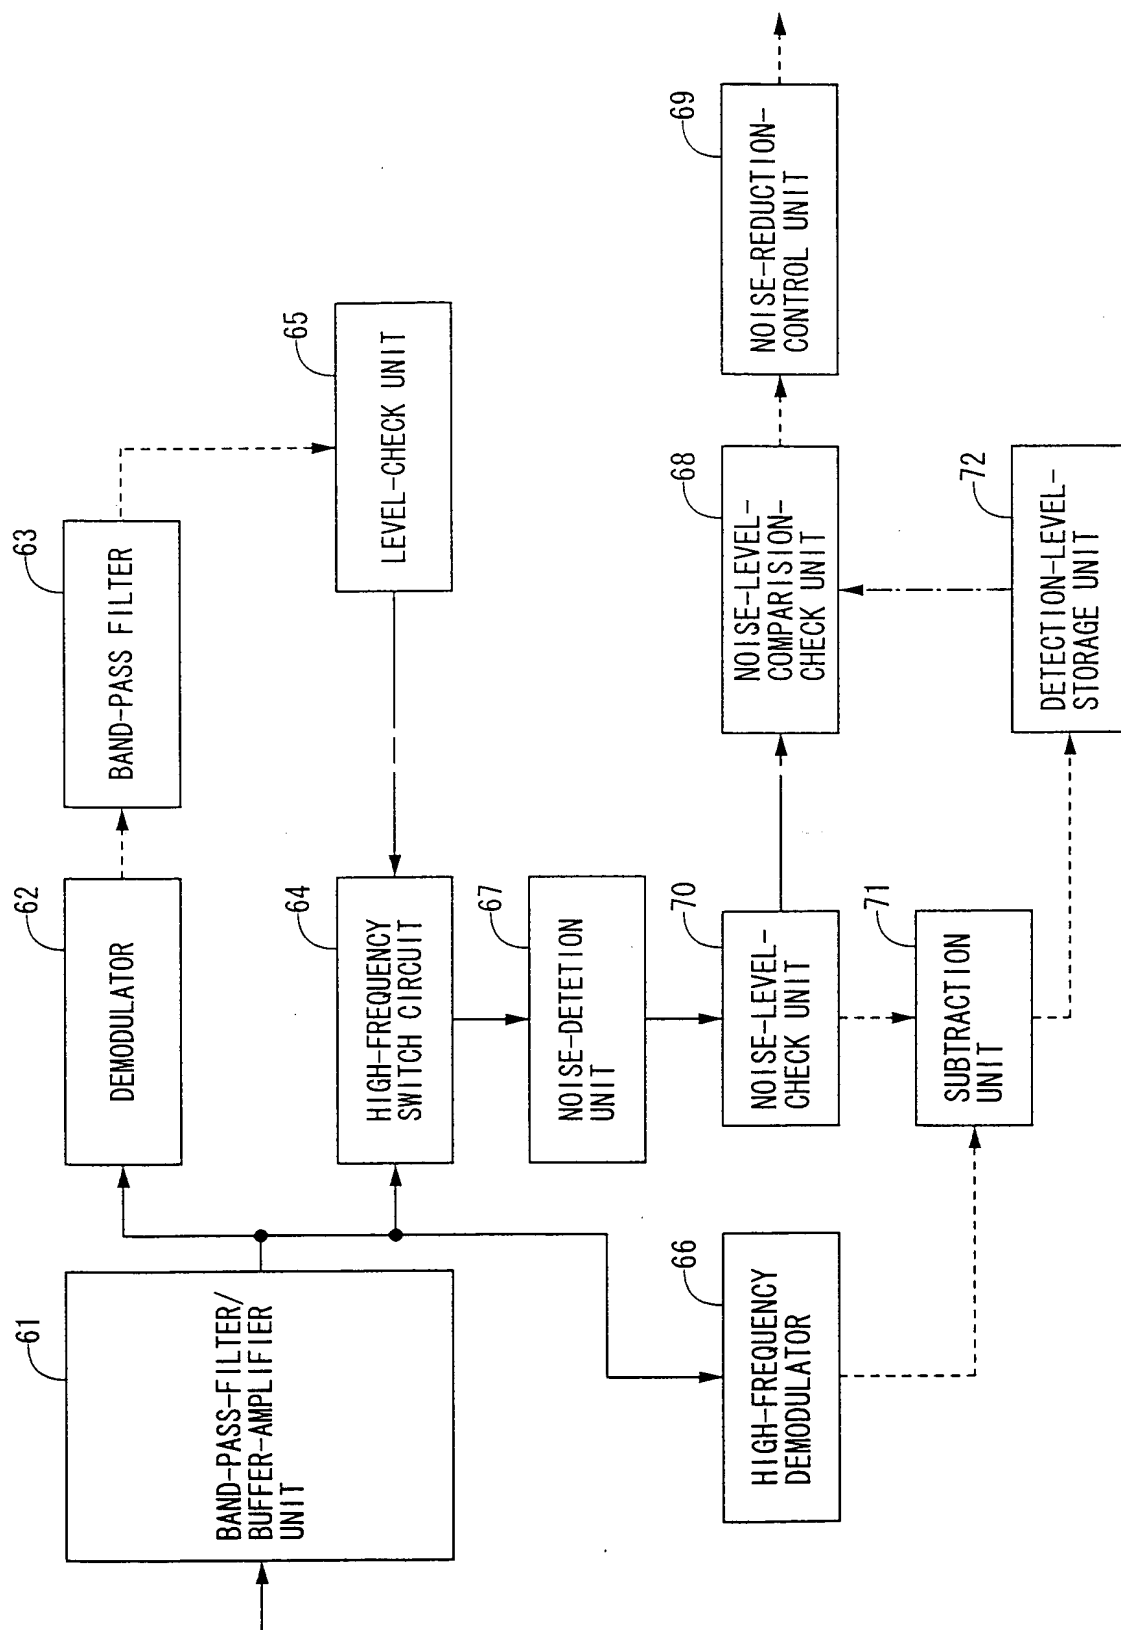 61
BAND-PASS-FILTER/
BUFFER-AMPLIFIER
UNIT
62
DEMODULATOR
63
BAND-PASS FILTER
64
HIGH-FREQUENCY
SWITCH CIRCUIT
65
LEVEL-CHECK UNIT
67
NOISE-DETETION
UNIT
66
HIGH-FREQUENCY
DEMODULATOR
70
NOISE-LEVEL-
CHECK UNIT
68
NOISE-LEVEL-
COMPARISION-
CHECK UNIT
69
NOISE-REDUCTION-
CONTROL UNIT
71
SUBTRACTION
UNIT
72
DETECTION-LEVEL-
STORAGE UNIT